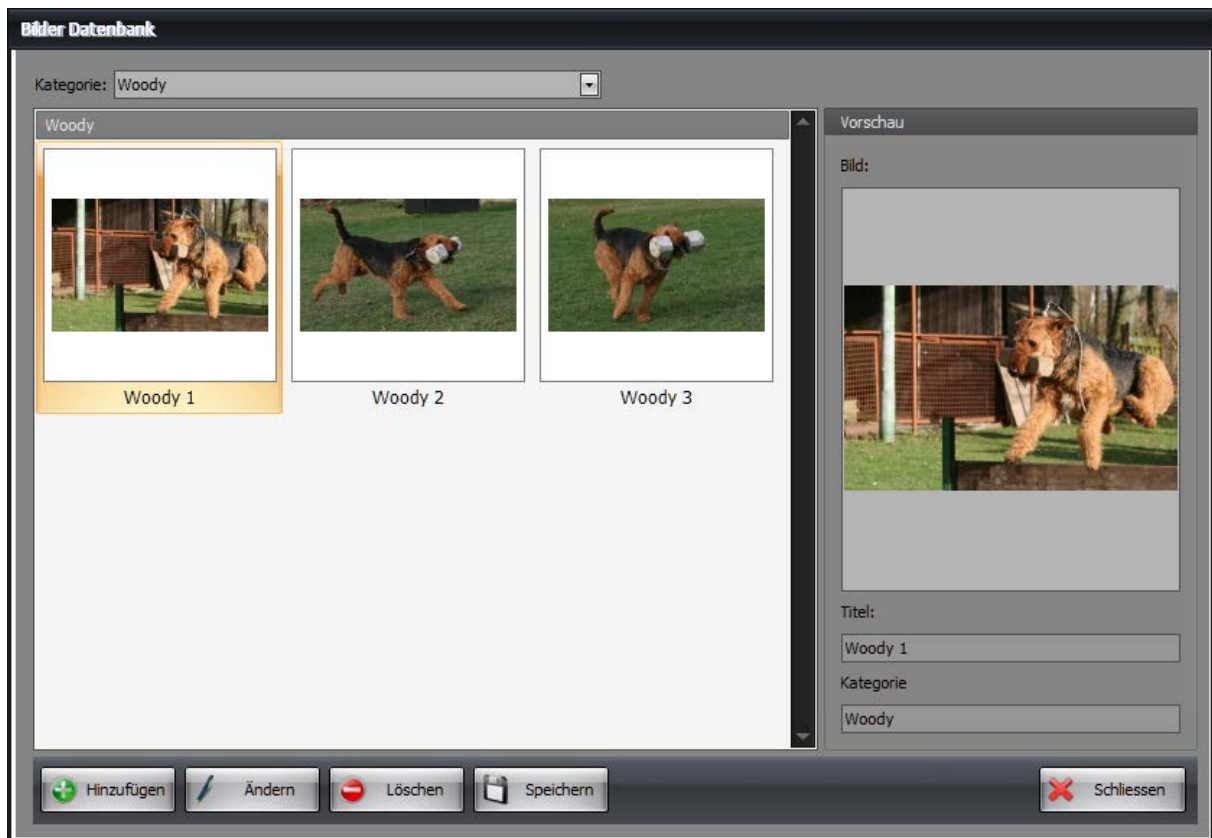 Bilder Datenbank
Kategorie: Woody
Woody
Woody 1
Woody 2
Woody 3
Vorschau
Bild:
Titel:
Woody 1
Kategorie
Woody
Hinzufügen
Ändern
Löschen
Speichern
Schliessen